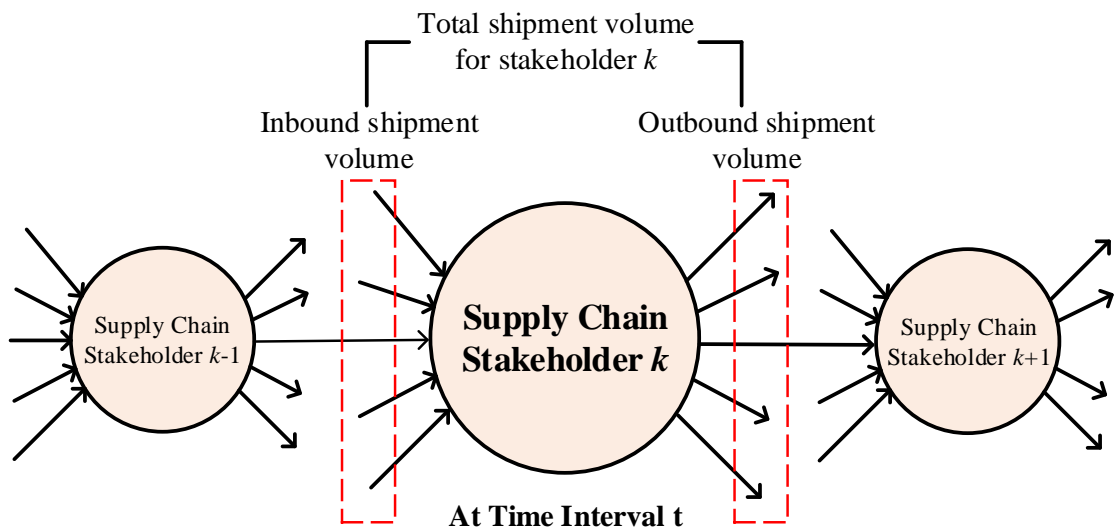 Total shipment volume
for stakeholder k
Inbound shipment
volume
Outbound shipment
volume
Supply Chain
Stakeholder k-1
Supply Chain
Stakeholder k
Supply Chain
Stakeholder k+1
At Time Interval t